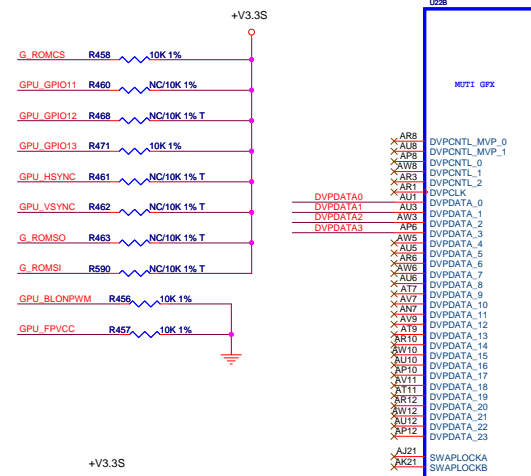 +V3.3S
G_ROMCS R458 10K 1%
GPU_GPIO11 R460 NC/10K 1%
GPU_GPIO12 R468 NC/10K 1% T
GPU_GPIO13 R471 10K 1%
GPU_HSYNC R461 NC/10K 1% T
GPU_VSYNC R462 NC/10K 1% T
G_ROMSO R463 NC/10K 1% T
G_ROMSI R590 NC/10K 1% T
GPU_BLONPWM R456 10K 1%
GPU_FPVCC R457 10K 1%
+V3.3S
U22B
MUTI GFX
AR8 DVPCNTL_MVP_0
AU8 DVPCNTL_MVP_1
AP8 DVPCNTL_0
AW8 DVPCNTL_1
AR3 DVPCNTL_2
AR1 DVPCLK
DVPDATA0 AU1 DVPDATA_0
DVPDATA1 AU3 DVPDATA_1
DVPDATA2 AW3 DVPDATA_2
DVPDATA3 AP6 DVPDATA_3
AW5 DVPDATA_4
AU5 DVPDATA_5
AR6 DVPDATA_6
AW6 DVPDATA_7
AU6 DVPDATA_8
AT7 DVPDATA_9
AV7 DVPDATA_10
AN7 DVPDATA_11
AV9 DVPDATA_12
AT9 DVPDATA_13
AR10 DVPDATA_14
AW10 DVPDATA_15
AU10 DVPDATA_16
AP10 DVPDATA_17
AV11 DVPDATA_18
AT11 DVPDATA_19
AR12 DVPDATA_20
AW12 DVPDATA_21
AU12 DVPDATA_22
AP12 DVPDATA_23
AJ21 SWAPLOCKA
AK21 SWAPLOCKB